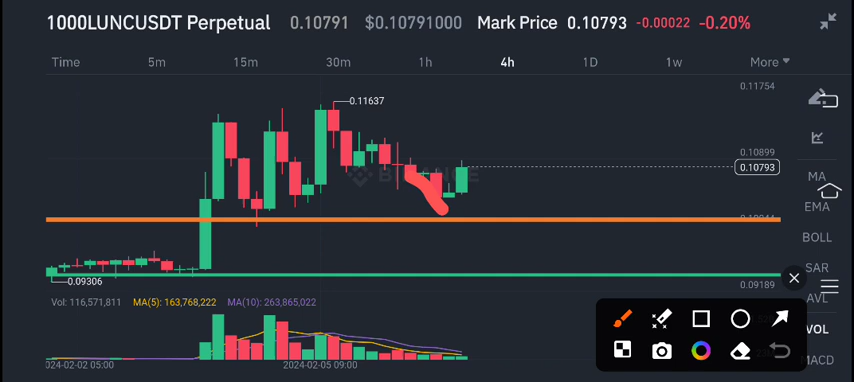 1000LUNCUSDT Perpetual 0.10791 $0.10791000 Mark Price 0.10793 -0.00022 -0.20%
Time 5m 15m 30m 1h 4h 1D 1w More
0.11754
0.11637
0.10899
0.10793
BINANCE
MA
EMA
BOLL
SAR
0.09306
0.09189
AVL
Vol: 116,571,811 MA(5): 163,768,222 MA(10): 263,865,022
VOL
MACD
2024-02-02 05:00 2024-02-05 09:00